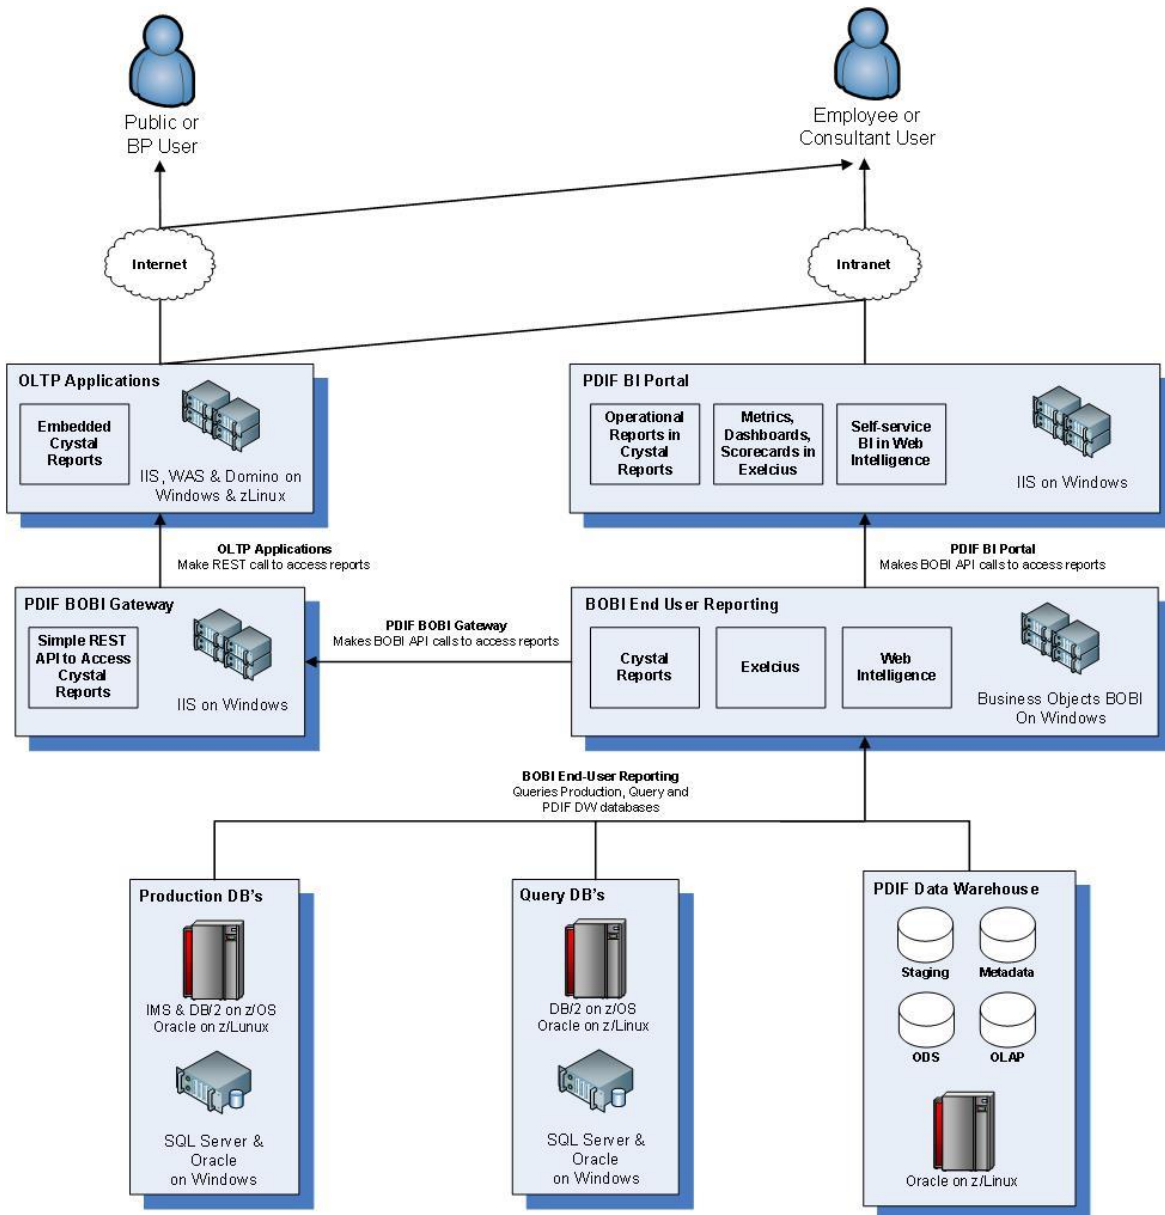 Public or
BP User
Employee or
Consultant User
Internet
Intranet
OLTP Applications
Embedded
Crystal
Reports
IIS, WAS & Domino on
Windows & zLinux
PDIF BI Portal
Operational
Reports in
Crystal
Reports
Metrics,
Dashboards,
Scorecards in
Exelcius
Self-service
BI in Web
Intelligence
IIS on Windows
OLTP Applications
Make REST call to access reports
PDIF BI Portal
Makes BOBI API calls to access reports
PDIF BOBI Gateway
Simple REST
API to Access
Crystal
Reports
IIS on Windows
PDIF BOBI Gateway
Makes BOBI API calls to access reports
BOBI End User Reporting
Crystal
Reports
Exelcius
Web
Intelligence
Business Objects BOBI
On Windows
BOBI End-User Reporting
Queries Production, Query and
PDIF DW databases
Production DB's
IMS & DB/2 on z/OS
Oracle on z/Lunux
SQL Server &
Oracle
on Windows
Query DB's
DB/2 on z/OS
Oracle on z/Linux
SQL Server &
Oracle
on Windows
PDIF Data Warehouse
Staging
Metadata
ODS
OLAP
Oracle on z/Linux